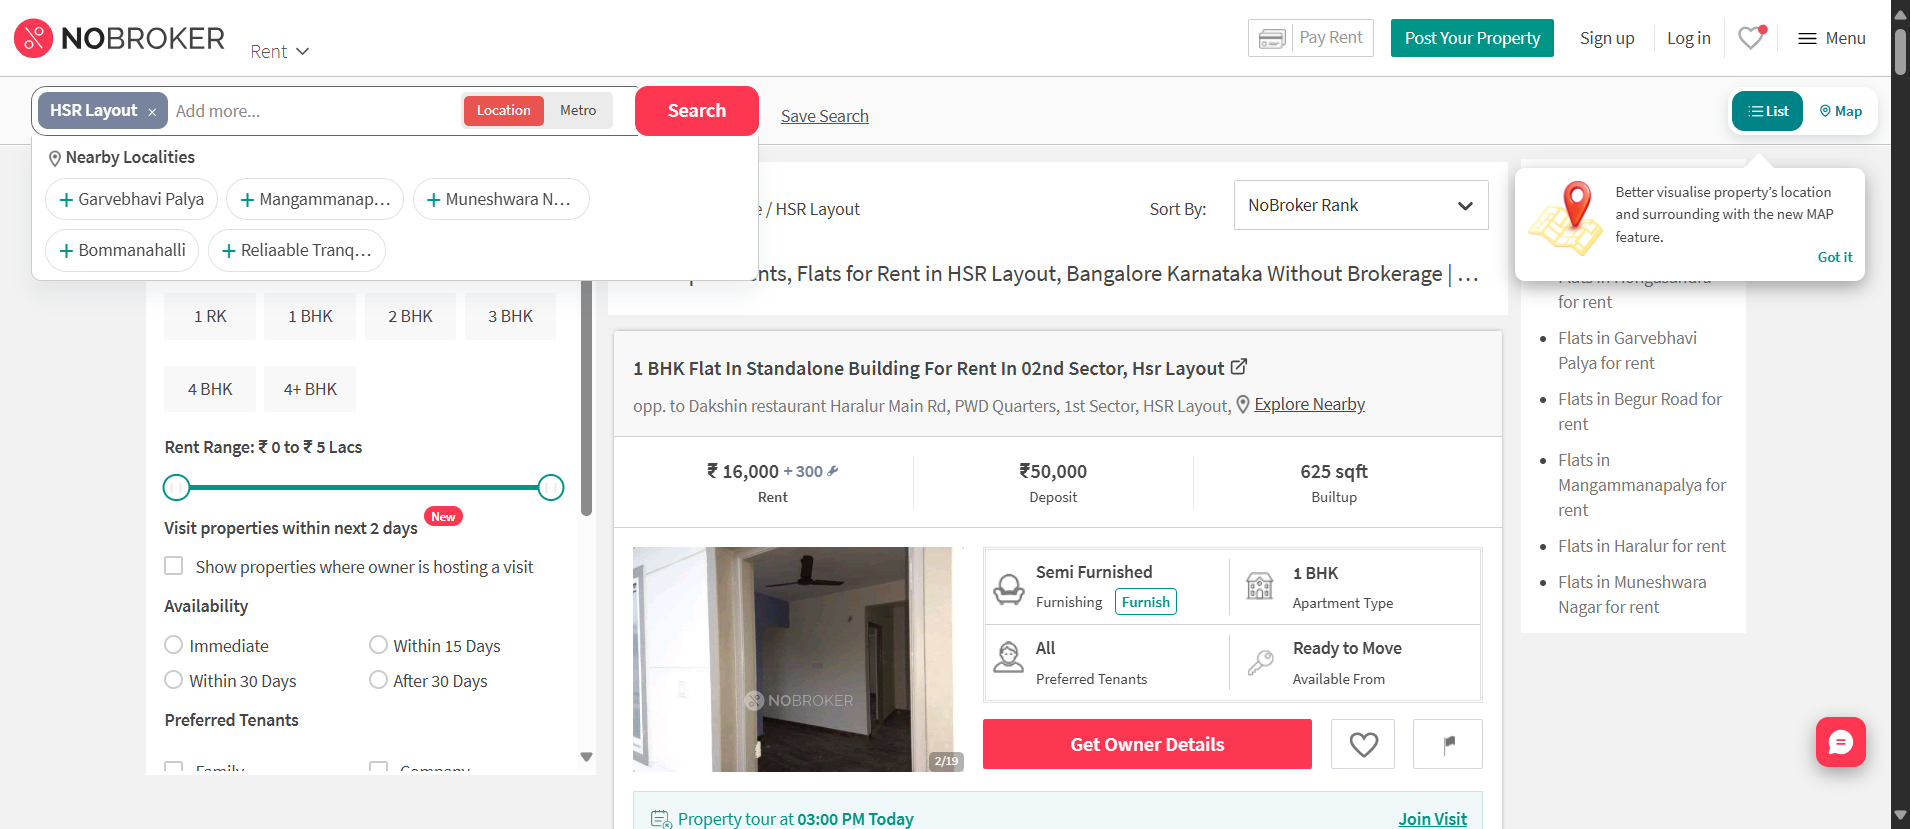 NOBROKER
Rent
Pay Rent
Post Your Property
Sign up
Log in
Menu
HSR Layout ×
Add more...
Location
Metro
Search
Save Search
List
Map
Nearby Localities
+ Garvebhavi Palya
+ Mangammanap...
+ Muneshwara N...
+ Bommanahalli
+ Reliaable Tranq...
/ HSR Layout
Sort By:
NoBroker Rank
Flats for Rent in HSR Layout, Bangalore Karnataka Without Brokerage | ...
Better visualise property's location
and surrounding with the new MAP
feature.
Got it
1 RK
1 BHK
2 BHK
3 BHK
4 BHK
4+ BHK
Rent Range: ₹ 0 to ₹ 5 Lacs
Visit properties within next 2 days
New
Show properties where owner is hosting a visit
Availability
Immediate
Within 15 Days
Within 30 Days
After 30 Days
Preferred Tenants
Family
Company
1 BHK Flat In Standalone Building For Rent In 02nd Sector, Hsr Layout
opp. to Dakshin restaurant Haralur Main Rd, PWD Quarters, 1st Sector, HSR Layout,
Explore Nearby
₹ 16,000 + 300
Rent
₹50,000
Deposit
625 sqft
Builtup
NOBROKER
2/19
Semi Furnished
Furnishing
Furnish
1 BHK
Apartment Type
All
Preferred Tenants
Ready to Move
Available From
Get Owner Details
Property tour at 03:00 PM Today
Join Visit
for rent
Flats in Garvebhavi
Palya for rent
Flats in Begur Road for
rent
Flats in
Mangammanapalya for
rent
Flats in Haralur for rent
Flats in Muneshwara
Nagar for rent